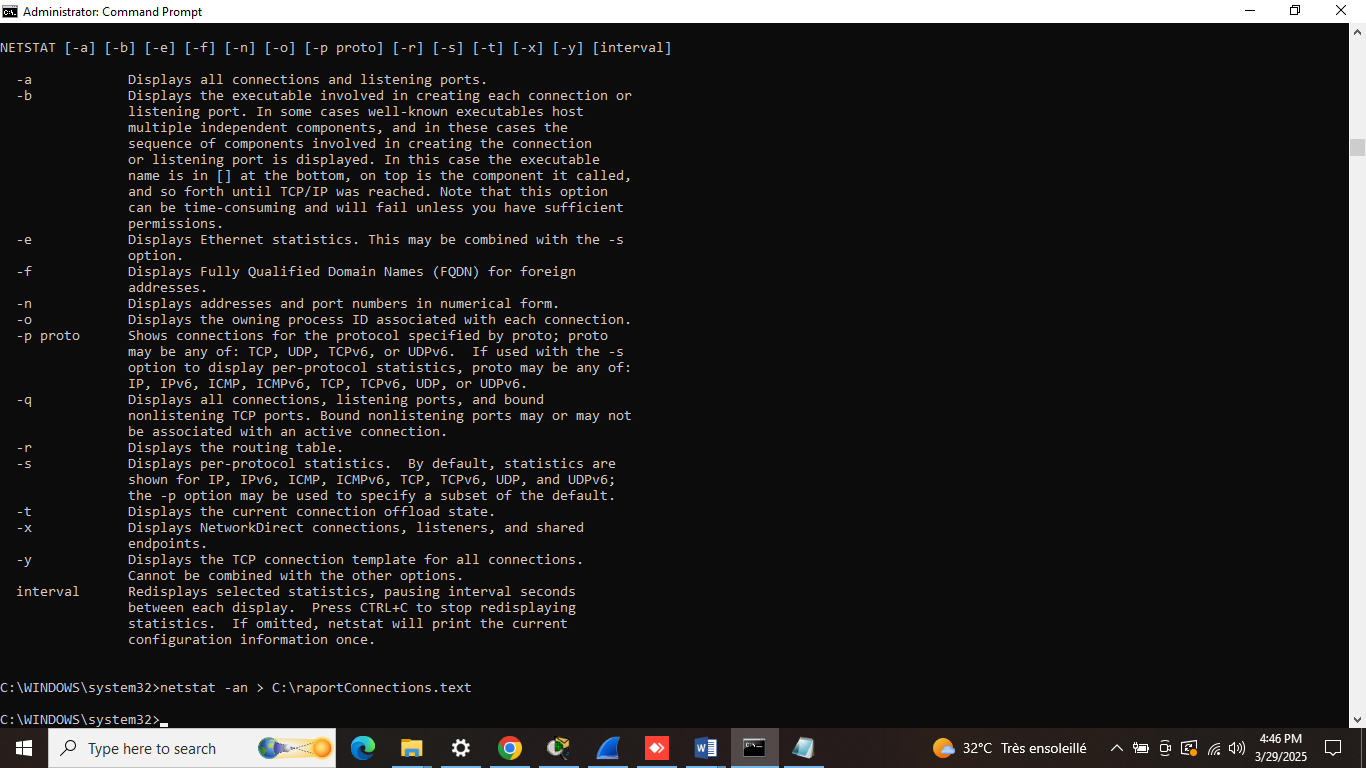 Administrator: Command Prompt
NETSTAT [-a] [-b] [-e] [-f] [-n] [-o] [-p proto] [-r] [-s] [-t] [-x] [-y] [interval]
-a Displays all connections and listening ports.
-b Displays the executable involved in creating each connection or
listening port. In some cases well-known executables host
multiple independent components, and in these cases the
sequence of components involved in creating the connection
or listening port is displayed. In this case the executable
name is in [] at the bottom, on top is the component it called,
and so forth until TCP/IP was reached. Note that this option
can be time-consuming and will fail unless you have sufficient
permissions.
-e Displays Ethernet statistics. This may be combined with the -s
option.
-f Displays Fully Qualified Domain Names (FQDN) for foreign
addresses.
-n Displays addresses and port numbers in numerical form.
-o Displays the owning process ID associated with each connection.
-p proto Shows connections for the protocol specified by proto; proto
may be any of: TCP, UDP, TCPv6, or UDPv6. If used with the -s
option to display per-protocol statistics, proto may be any of:
IP, IPv6, ICMP, ICMPv6, TCP, TCPv6, UDP, or UDPv6.
-q Displays all connections, listening ports, and bound
nonlistening TCP ports. Bound nonlistening ports may or may not
be associated with an active connection.
-r Displays the routing table.
-s Displays per-protocol statistics. By default, statistics are
shown for IP, IPv6, ICMP, ICMPv6, TCP, TCPv6, UDP, and UDPv6;
the -p option may be used to specify a subset of the default.
-t Displays the current connection offload state.
-x Displays NetworkDirect connections, listeners, and shared
endpoints.
-y Displays the TCP connection template for all connections.
Cannot be combined with the other options.
interval Redisplays selected statistics, pausing interval seconds
between each display. Press CTRL+C to stop redisplaying
statistics. If omitted, netstat will print the current
configuration information once.
C:\WINDOWS\system32>netstat -an > C:\raportConnections.text
C:\WINDOWS\system32>
Type here to search
32°C Très ensoleillé
4:46 PM
3/29/2025